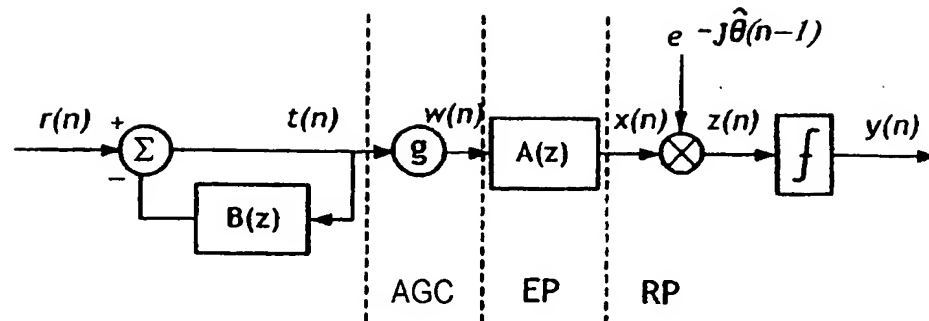 e -jθ̂(n-1)
r(n) + t(n) w(n) x(n) z(n) y(n)
Σ g A(z) ∫
−
B(z)
AGC EP RP